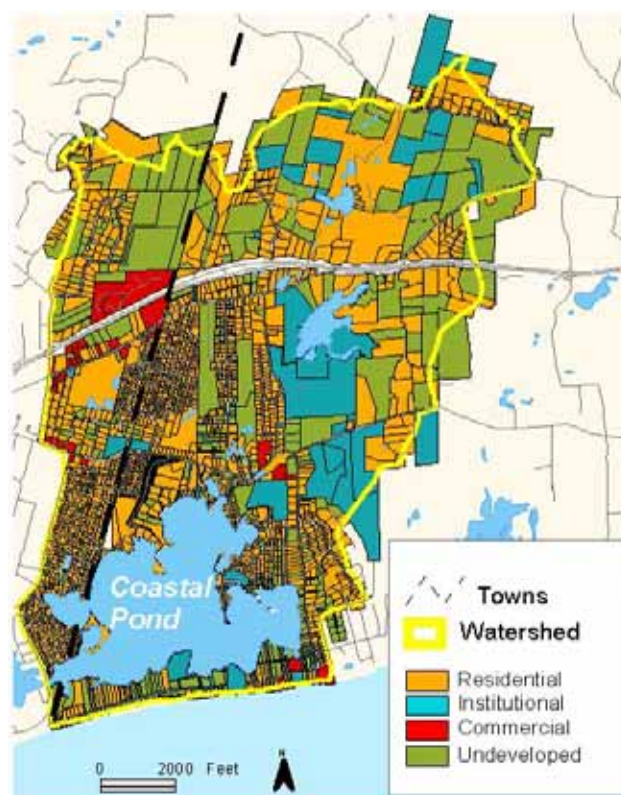 Coastal
Pond
Towns
Watershed
Residential
Institutional
Commercial
Undeveloped
0 2000 Feet
N